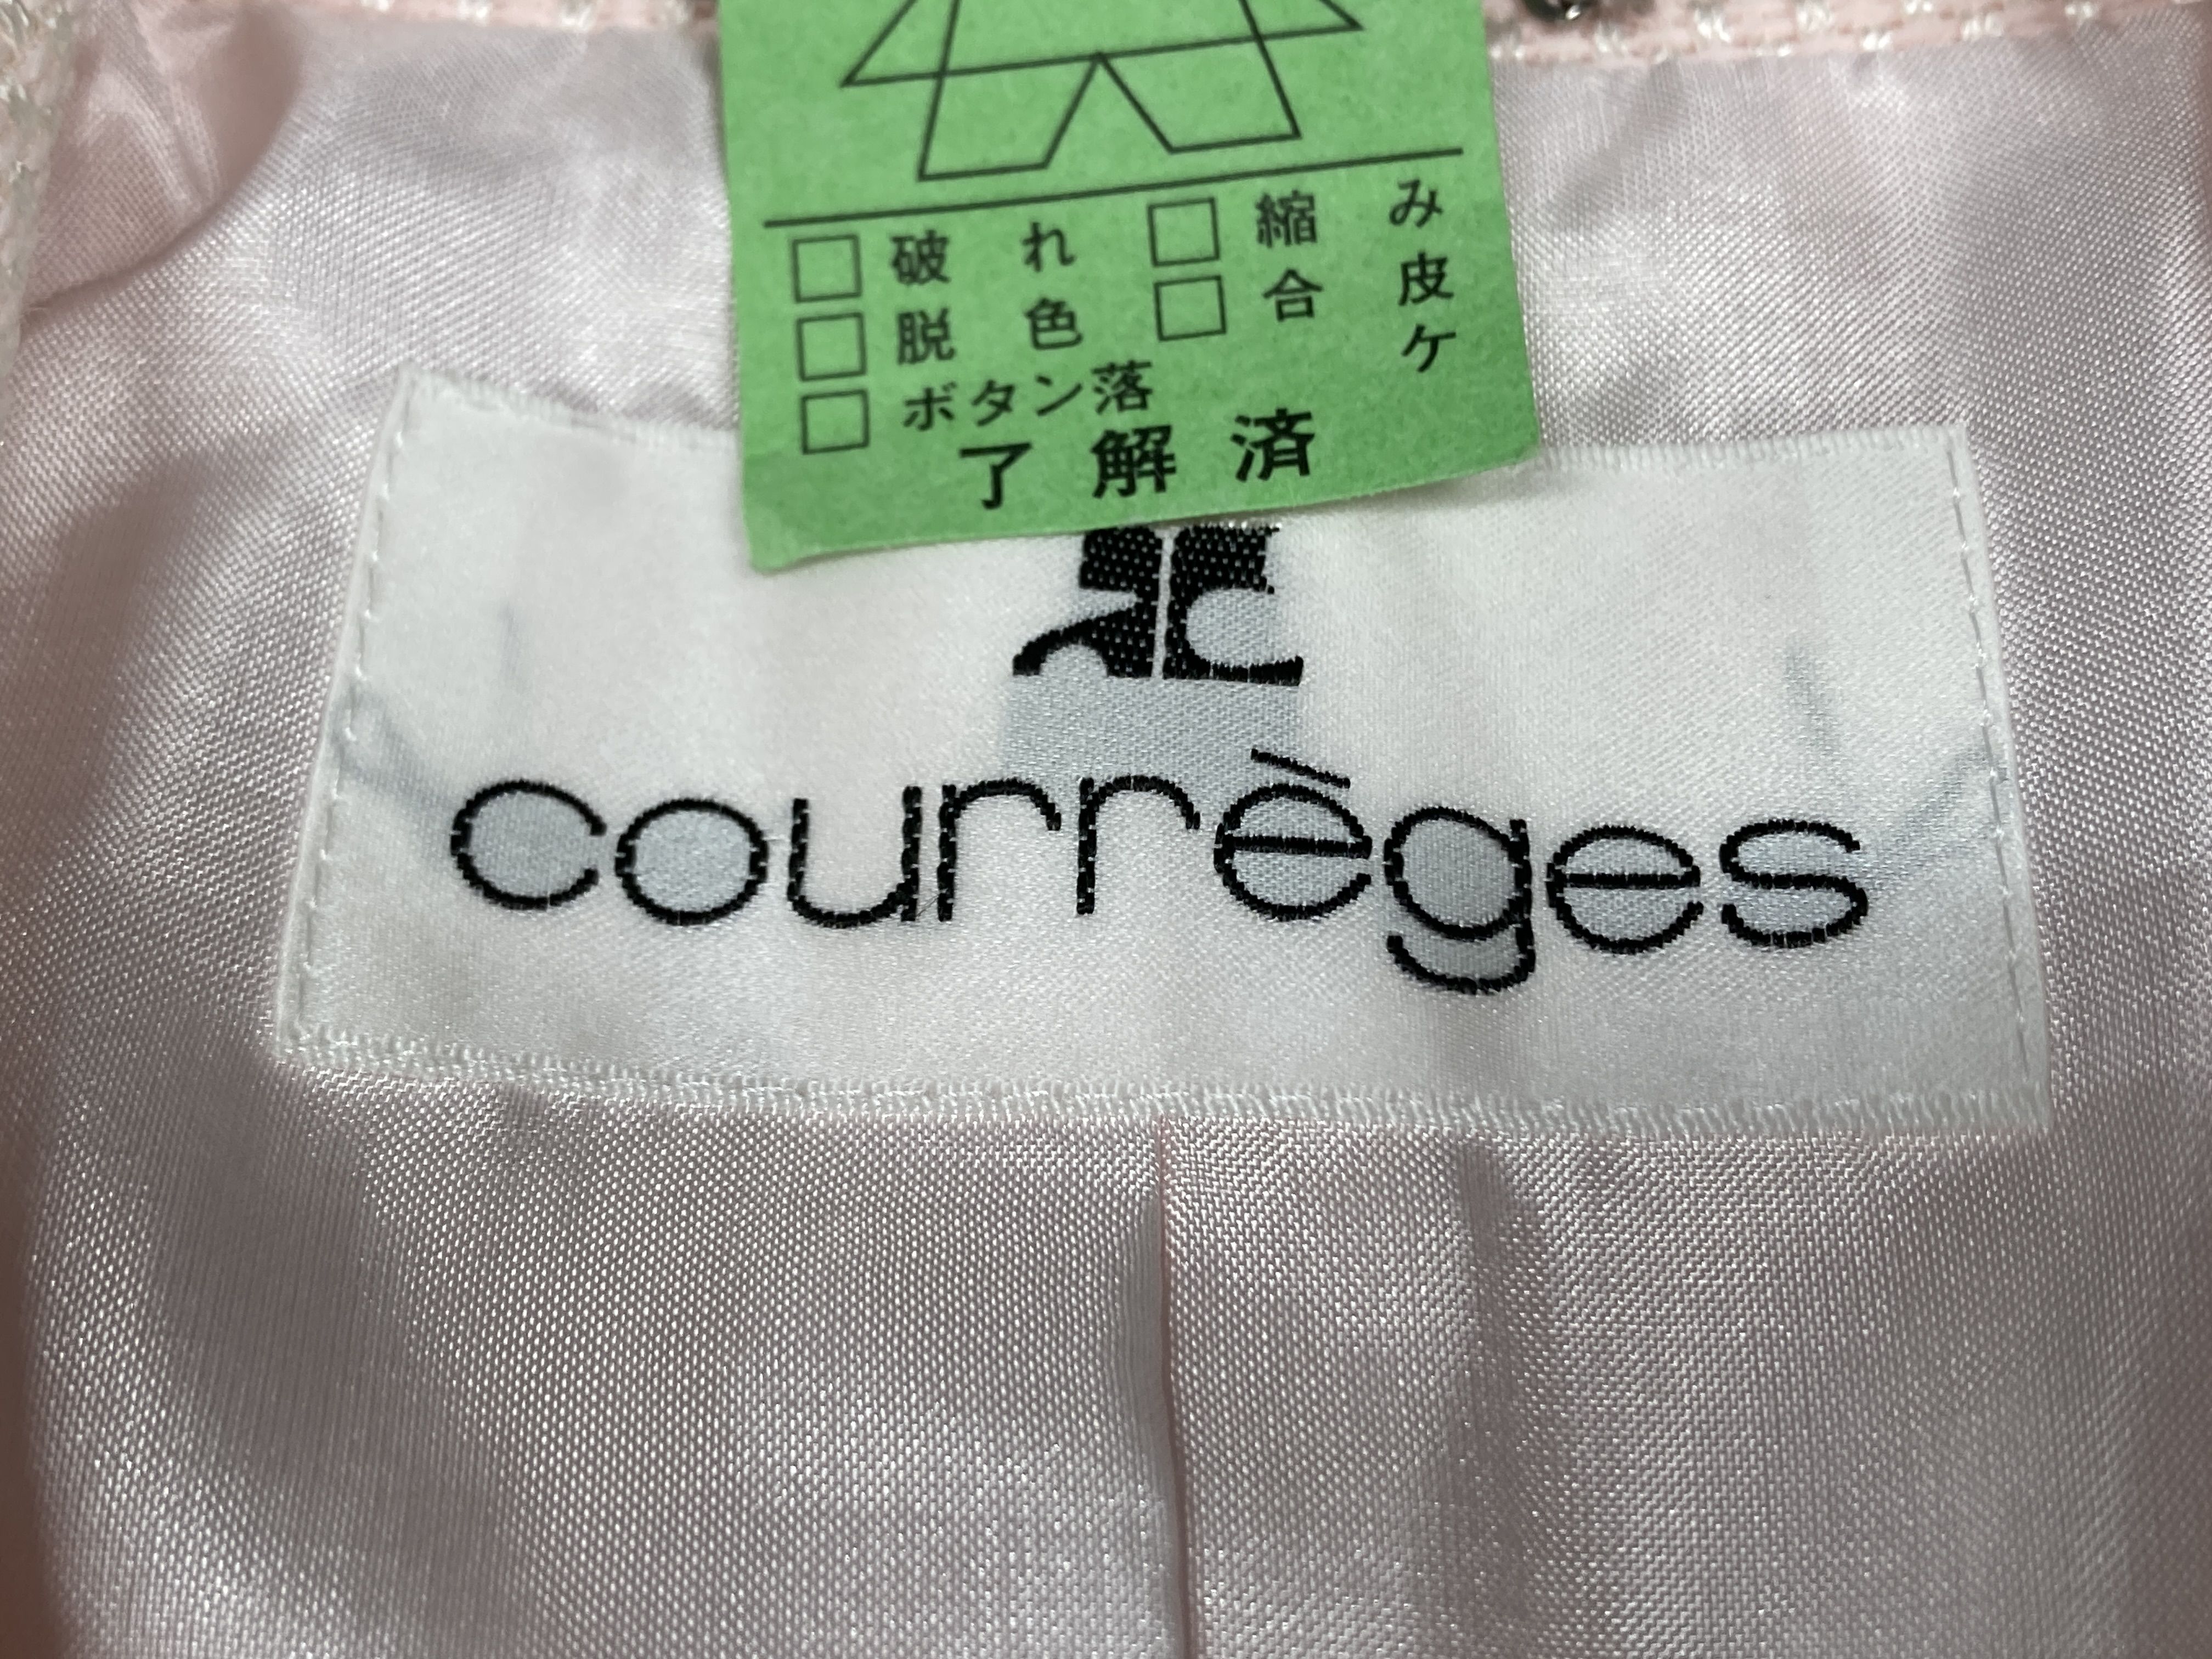 □ 破れ □ 縮み
□ 脱色 □ 合皮ケ
□ ボタン落
了解済
courrèges